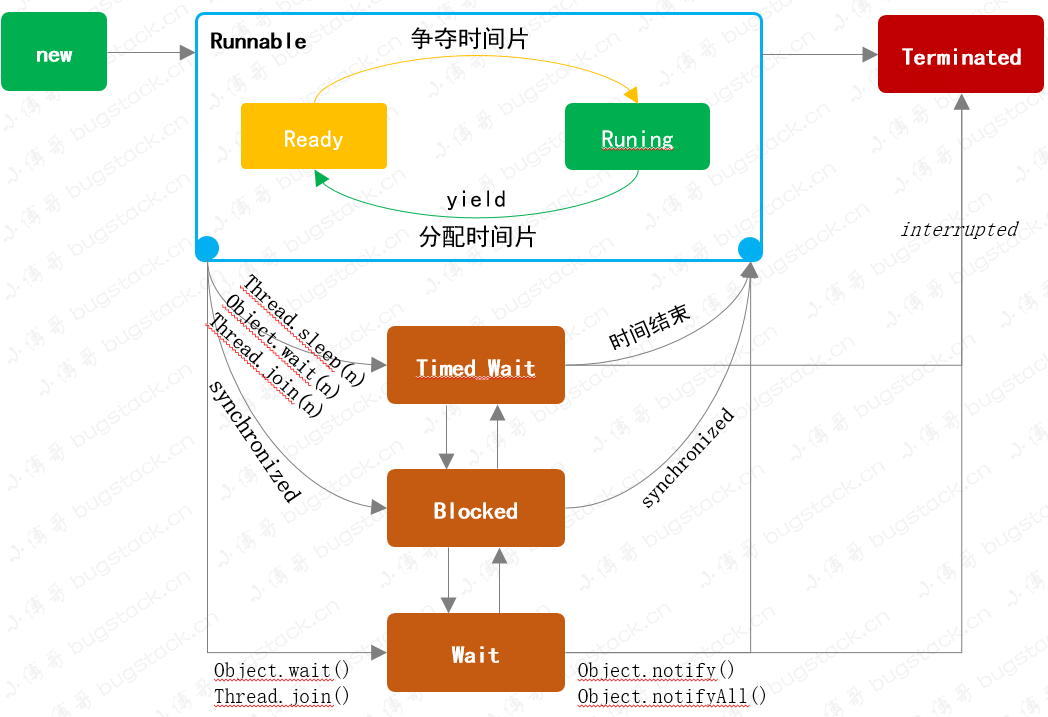 new
Runnable
争夺时间片
Terminated
Ready
Runing
yield
分配时间片
interrupted
Thread.sleep(n)
Object.wait(n)
Thread.join(n)
时间结束
Timed Wait
synchronized
synchronized
Blocked
Wait
Object.wait()
Thread.join()
Object.notify()
Object.notifyAll()
小傅哥 bugstack.cn